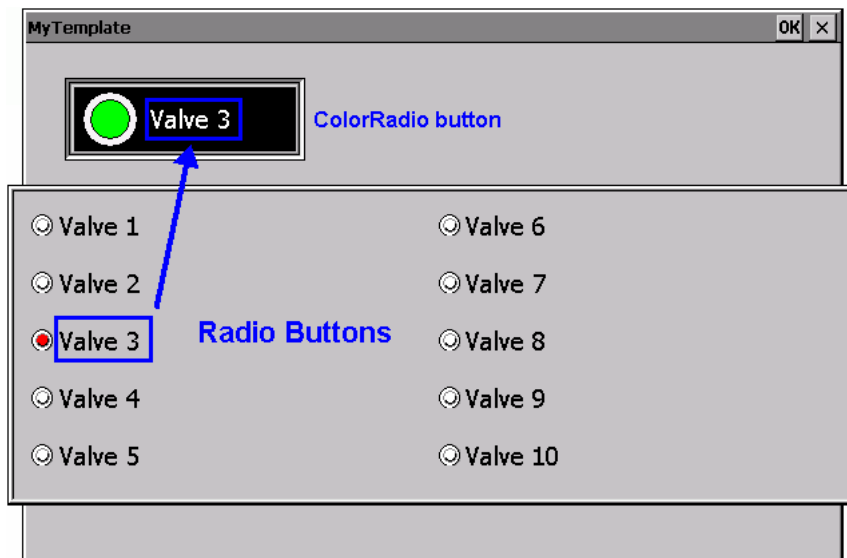 MyTemplate
OK
Valve 3
ColorRadio button
Valve 1
Valve 2
Valve 3
Valve 4
Valve 5
Radio Buttons
Valve 6
Valve 7
Valve 8
Valve 9
Valve 10